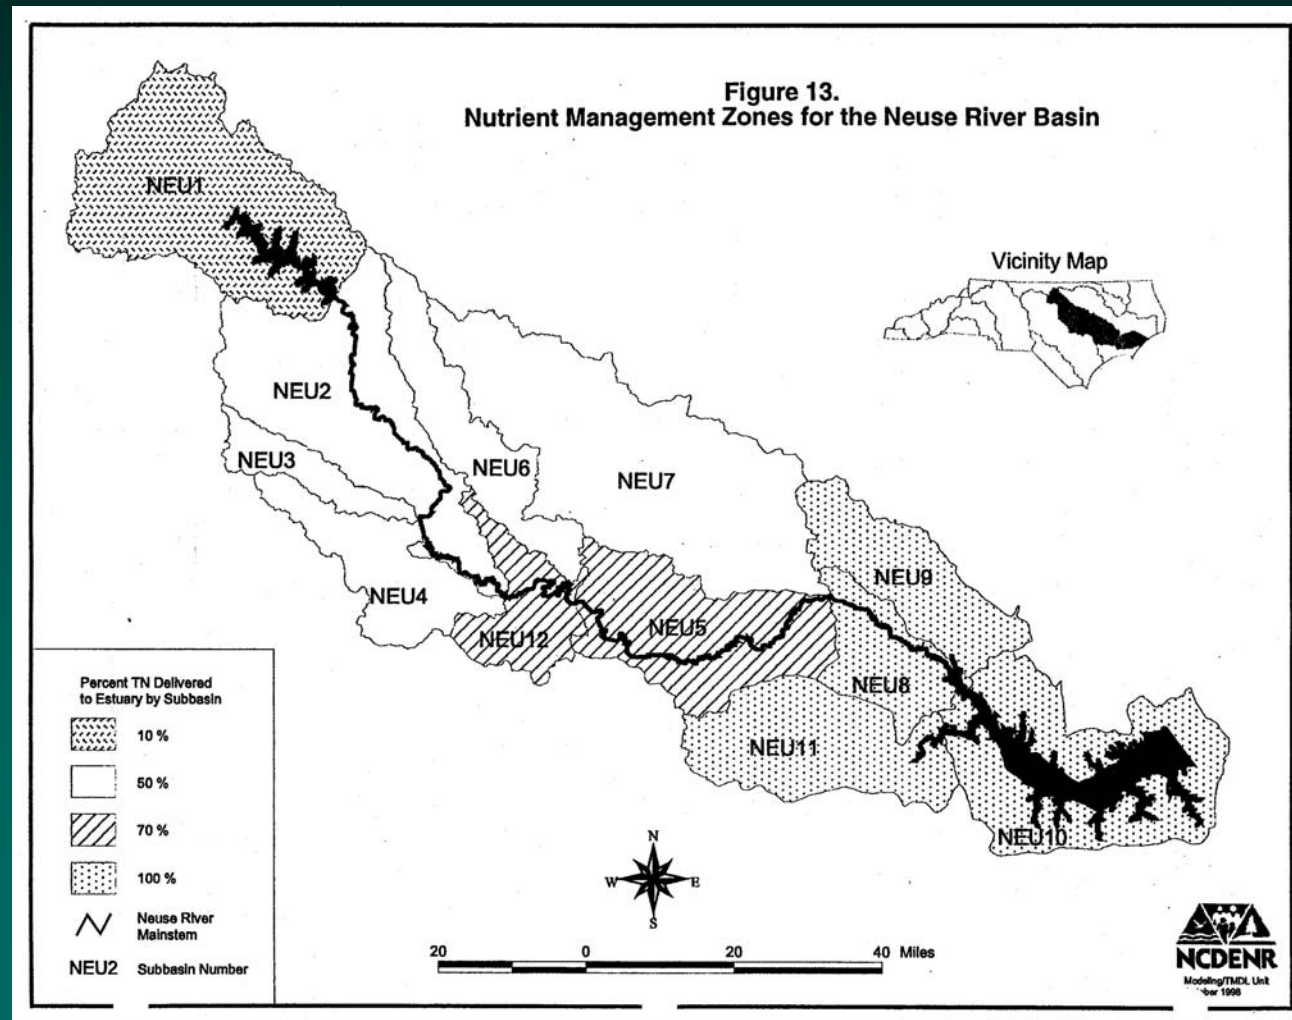 Figure 13.
Nutrient Management Zones for the Neuse River Basin
NEU1
Vicinity Map
NEU2
NEU3
NEU6
NEU7
NEU9
NEU4
NEU12
NEU5
NEU8
NEU11
NEU10
Percent TN Delivered
to Estuary by Subbasin
10 %
50 %
70 %
100 %
Neuse River
Mainstem
NEU2 Subbasin Number
N
W E
S
20 0 20 40 Miles
NCDENR
Modeling/TMDL Unit
1998